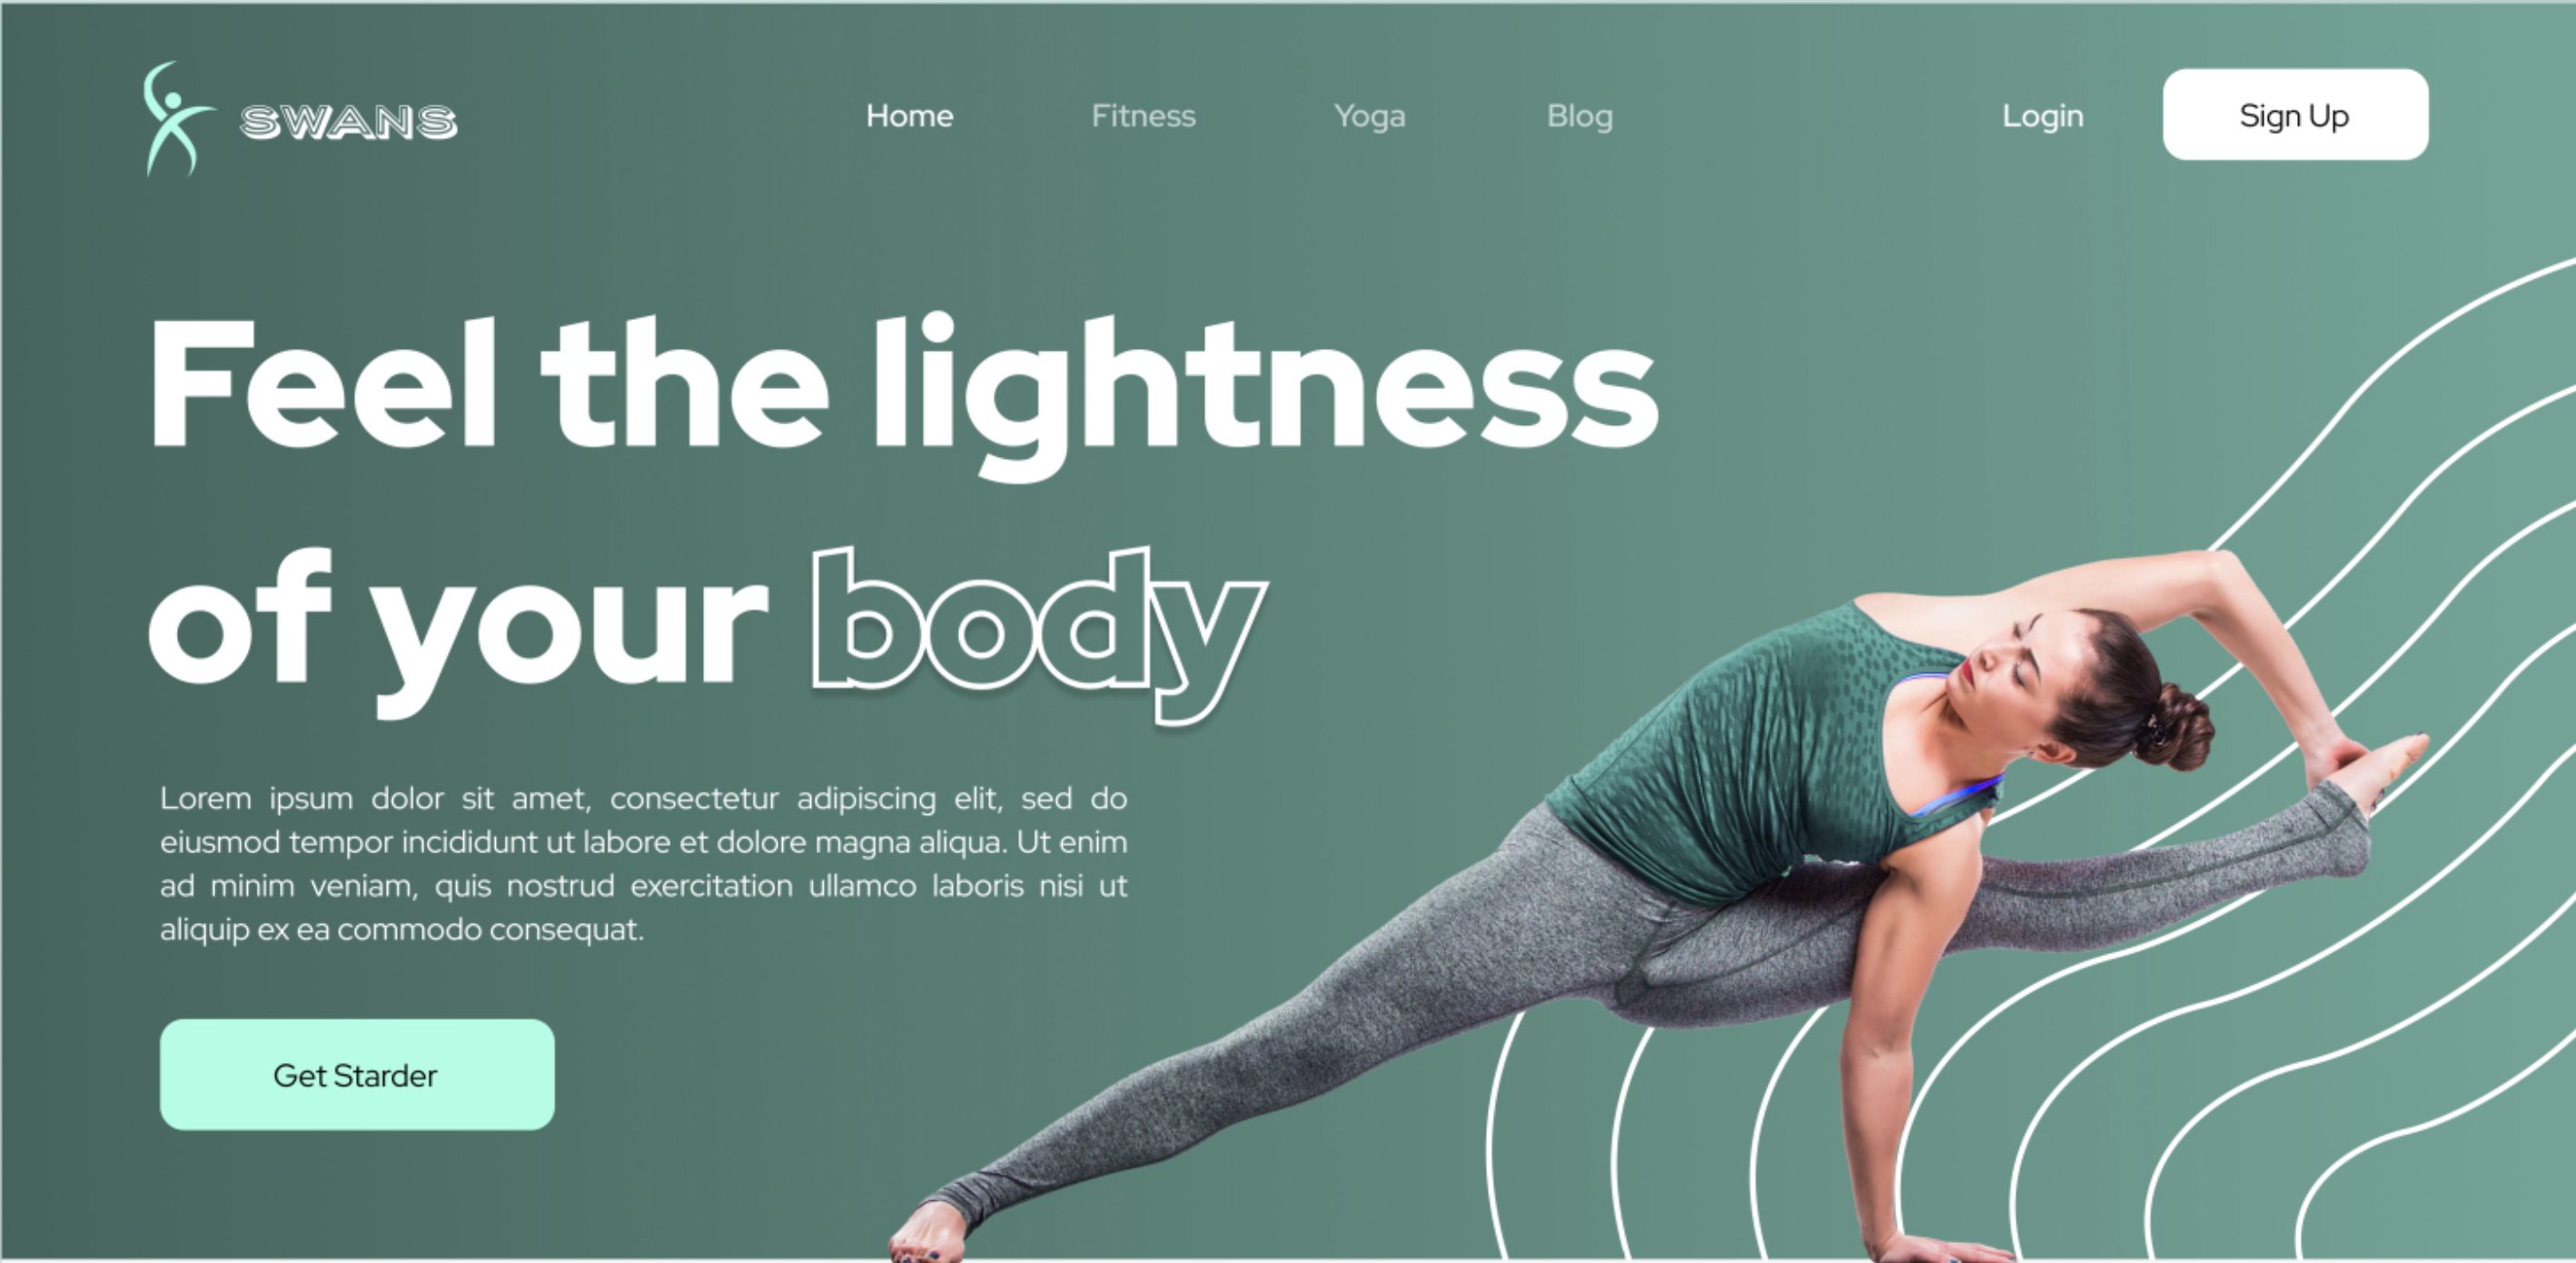 SWANS
Home Fitness Yoga Blog Login Sign Up
Feel the lightness
of your body
Lorem ipsum dolor sit amet, consectetur adipiscing elit, sed do
eiusmod tempor incididunt ut labore et dolore magna aliqua. Ut enim
ad minim veniam, quis nostrud exercitation ullamco laboris nisi ut
aliquip ex ea commodo consequat.
Get Starder